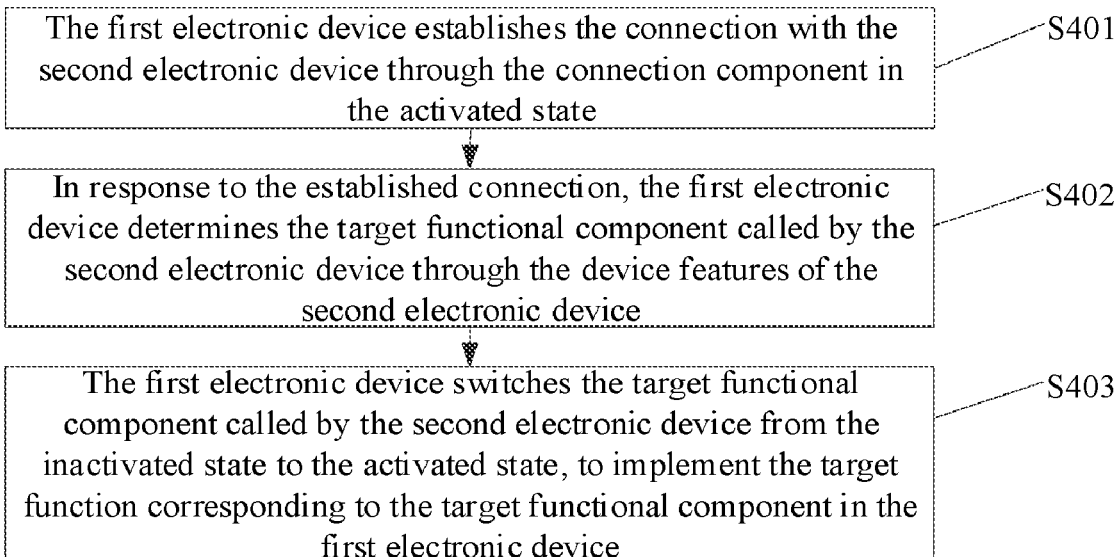 The first electronic device establishes the connection with the
S401
second electronic device through the connection component in
the activated state
In response to the established connection, the first electronic
S402
device determines the target functional component called by the
second electronic device through the device features of the
second electronic device
The first electronic device switches the target functional
S403
component called by the second electronic device from the
inactivated state to the activated state, to implement the target
function corresponding to the target functional component in the
first electronic device